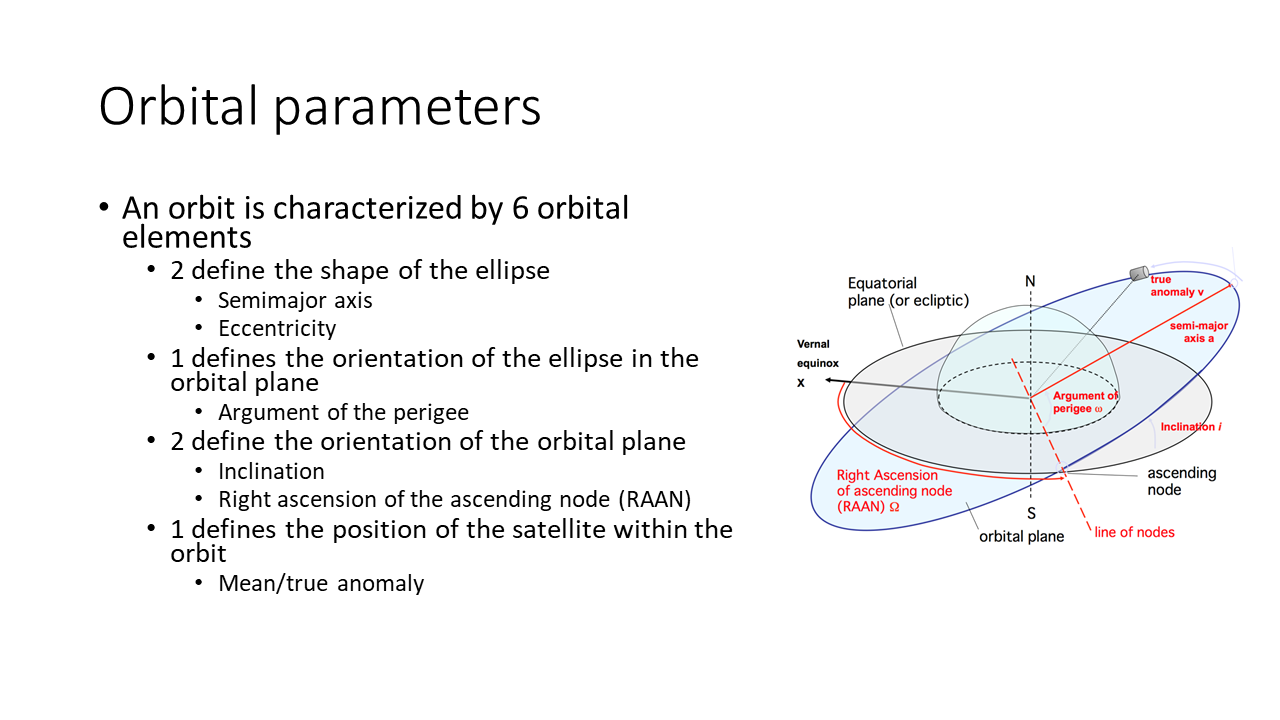 Orbital parameters
• An orbit is characterized by 6 orbital
elements
• 2 define the shape of the ellipse
• Semimajor axis
• Eccentricity
• 1 defines the orientation of the ellipse in the
orbital plane
• Argument of the perigee
• 2 define the orientation of the orbital plane
• Inclination
• Right ascension of the ascending node (RAAN)
• 1 defines the position of the satellite within the
orbit
• Mean/true anomaly
Equatorial
plane (or ecliptic)
N
true
anomaly v
semi-major
axis a
Vernal
equinox
X
Argument of
perigee ω
Inclination i
Right Ascension
of ascending node
(RAAN) Ω
ascending
node
S
orbital plane
line of nodes